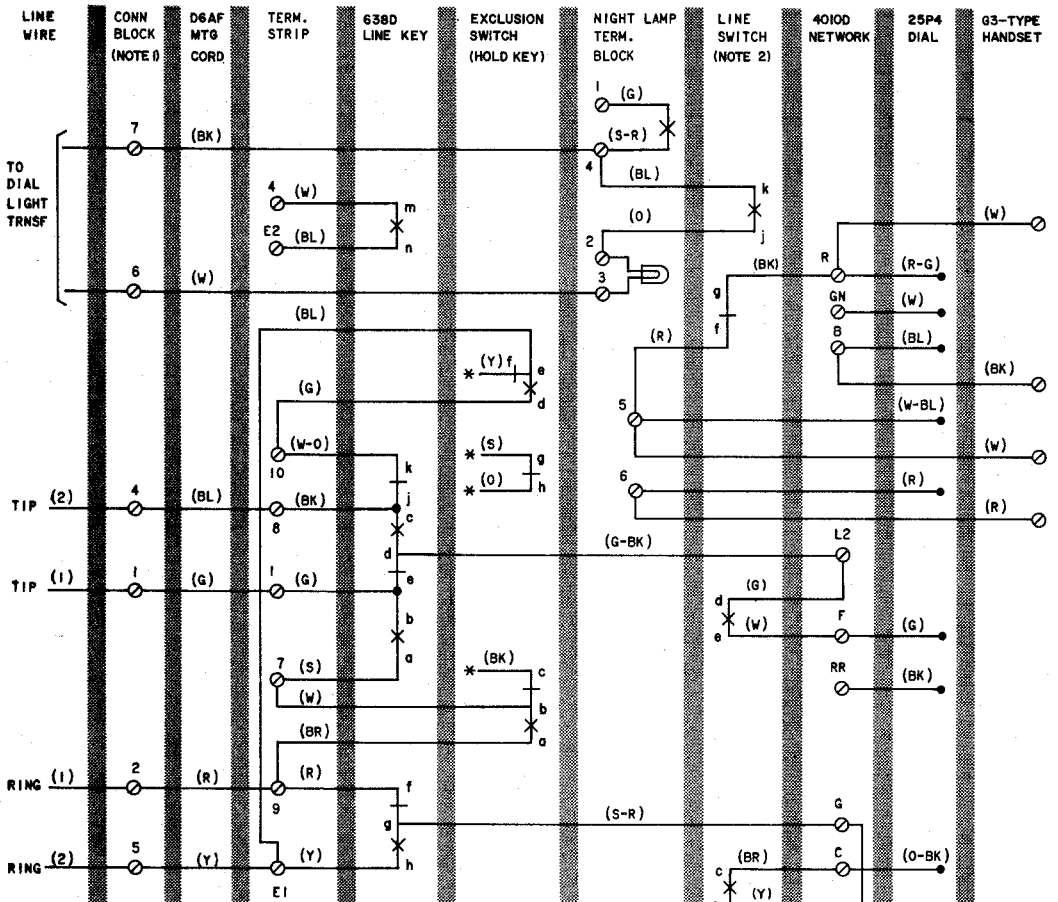 LINE WIRE
CONN BLOCK (NOTE 1)
D6AF MTG CORD
TERM. STRIP
638D LINE KEY
EXCLUSION SWITCH (HOLD KEY)
NIGHT LAMP TERM. BLOCK
LINE SWITCH (NOTE 2)
4010D NETWORK
25P4 DIAL
G3-TYPE HANDSET
1 (G)
7 (BK) (S-R)
4 (BL) k
TO DIAL LIGHT TRNSF
4 (W) m
(O) j
(W)
E2 (BL) n
2
R (R-G)
(BK)
6 (W) 3
g
GN (W)
(BL)
f
B (BL)
(R)
* (Y) f e
(BK)
(G) d
(W-BL)
5
10 (W-O) k
* (S) g
(W)
* (O) h
6 (R)
TIP (2) 4 (BL) 8 (BK) j
(R)
c
d (G-BK) L2
TIP (1) 1 (G) 1 (G) e
d (G)
b
e (W) F (G)
a
7 (S)
* (BK) c
RR (BK)
(W) b
(BR) a
RING (1) 2 (R) 9 (R) f
g (S-R) G
RING (2) 5 (Y) E1 (Y) h
c (BR) C (O-BK)
(Y)